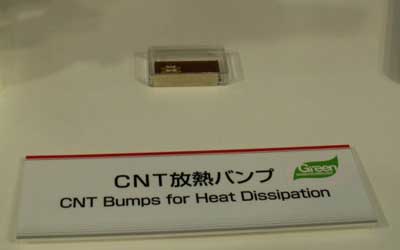 CNT放熱バンプ
Green
CNT Bumps for Heat Dissipation